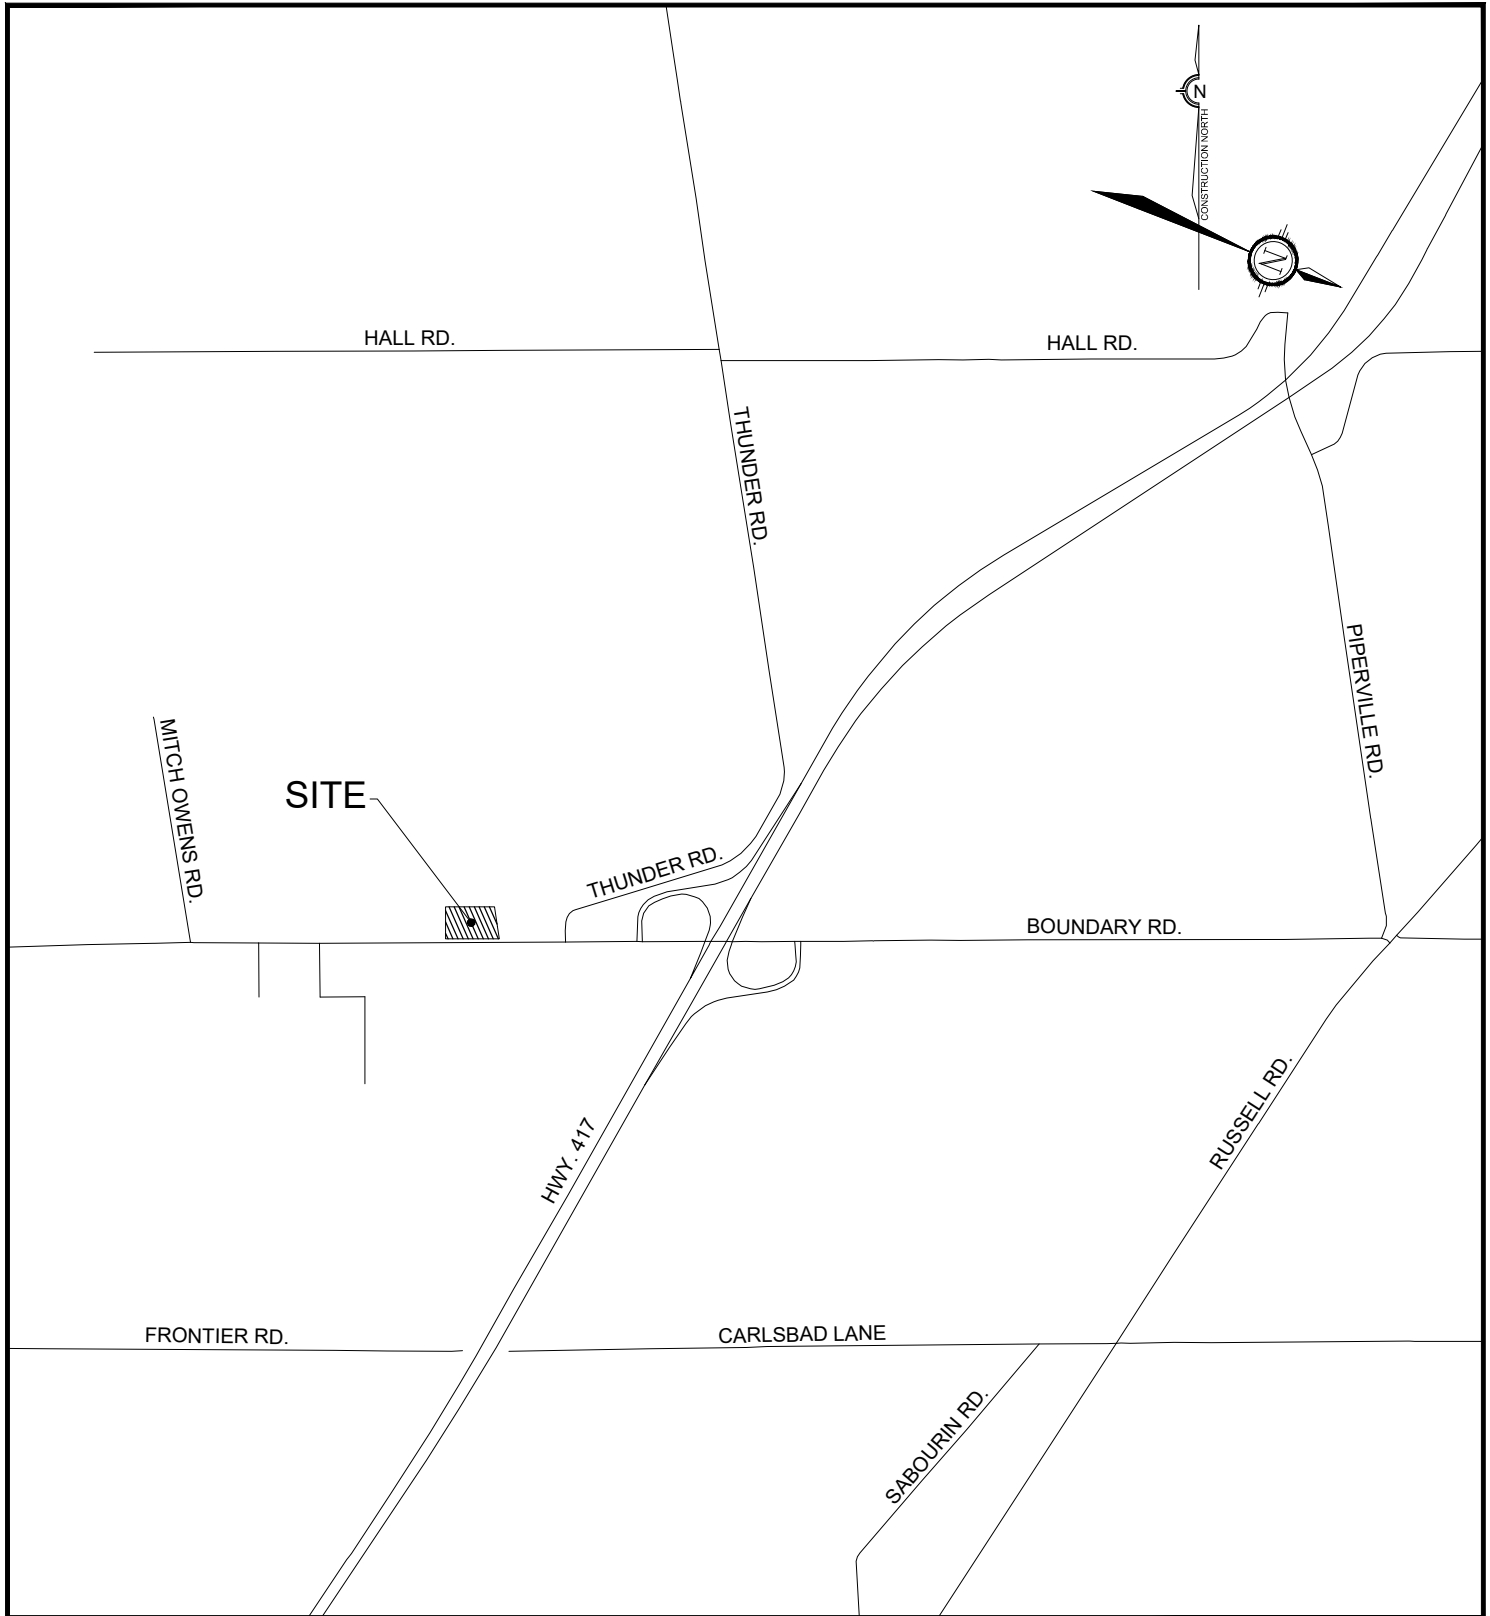 N
CONSTRUCTION NORTH
N
HALL RD.
HALL RD.
THUNDER RD.
PIPERVILLE RD.
MITCH OWENS RD.
SITE
THUNDER RD.
BOUNDARY RD.
RUSSELL RD.
HWY. 417
FRONTIER RD.
CARLSBAD LANE
SABOURIN RD.